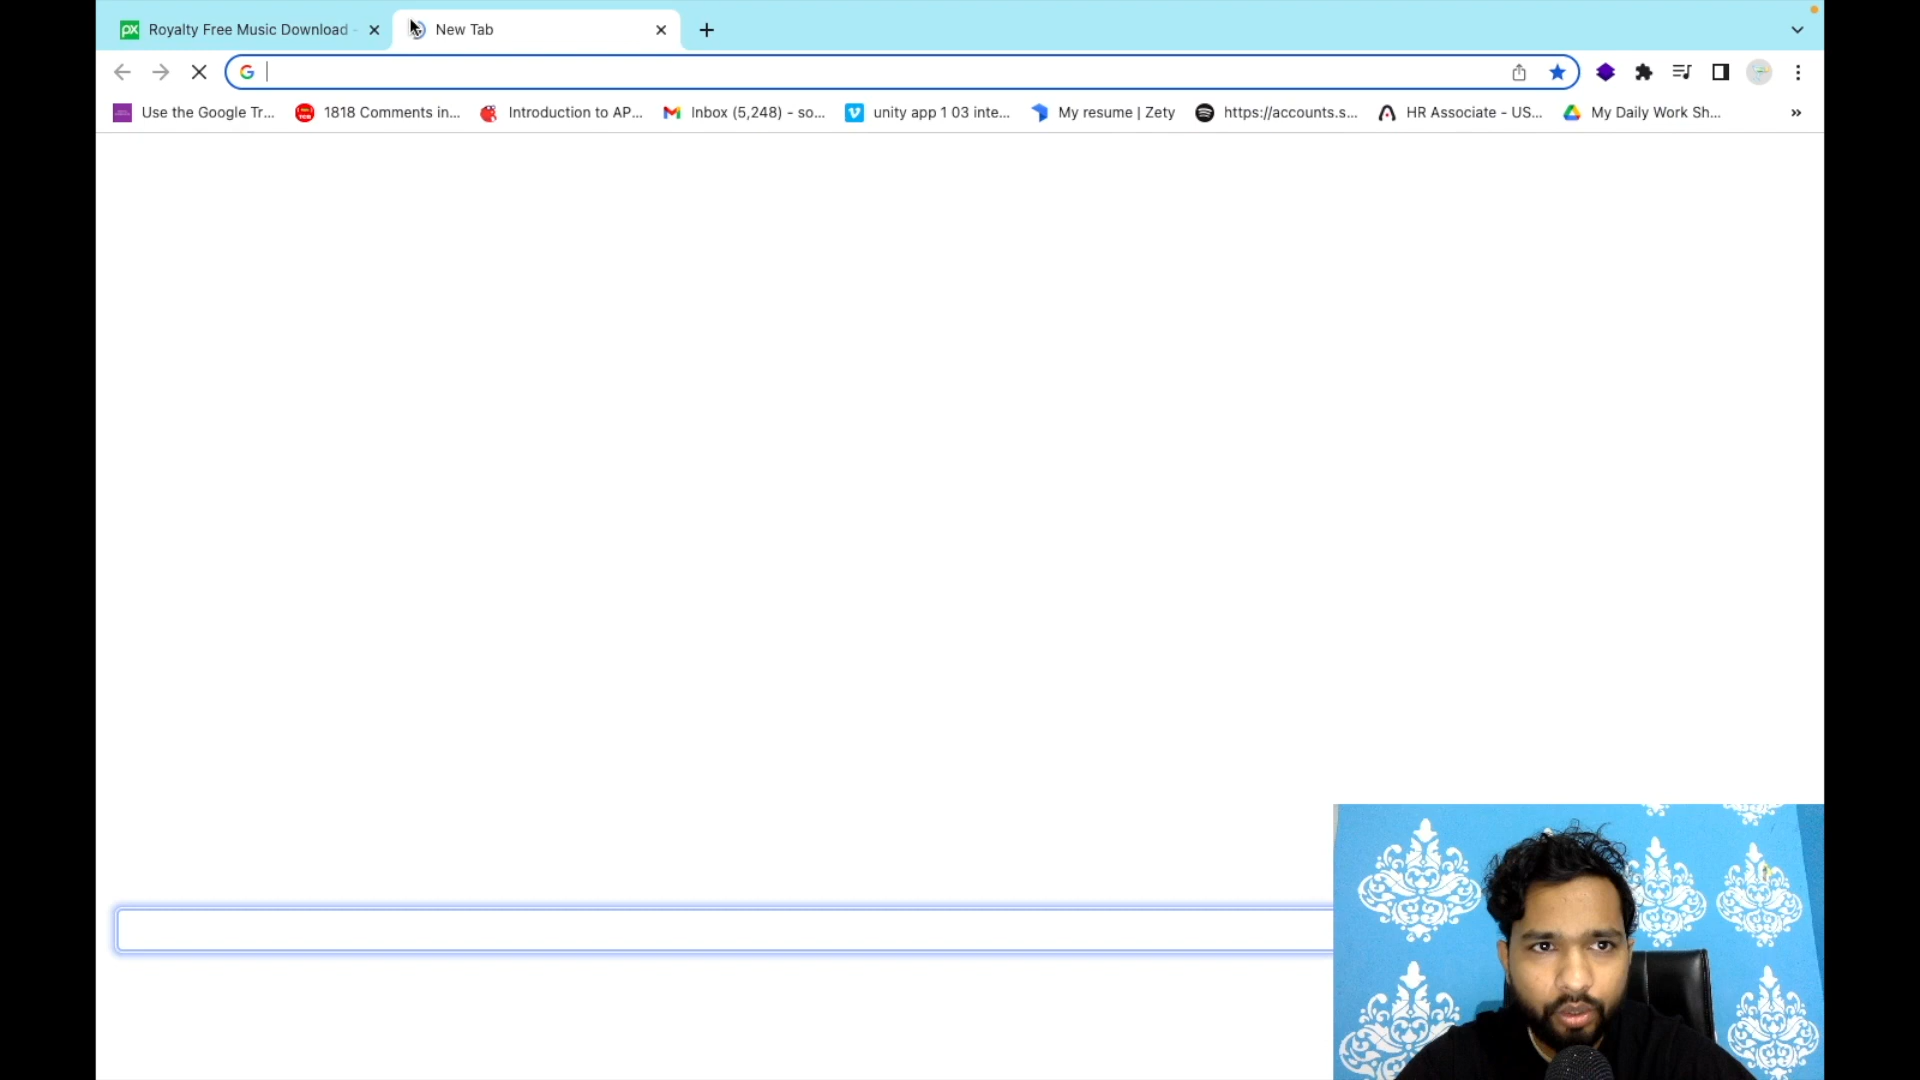 px Royalty Free Music Download - New Tab
G
Use the Google Tr... 1818 Comments in... Introduction to AP... Inbox (5,248) - so... unity app 1 03 inte... My resume | Zety https://accounts.s... HR Associate - US... My Daily Work Sh... »